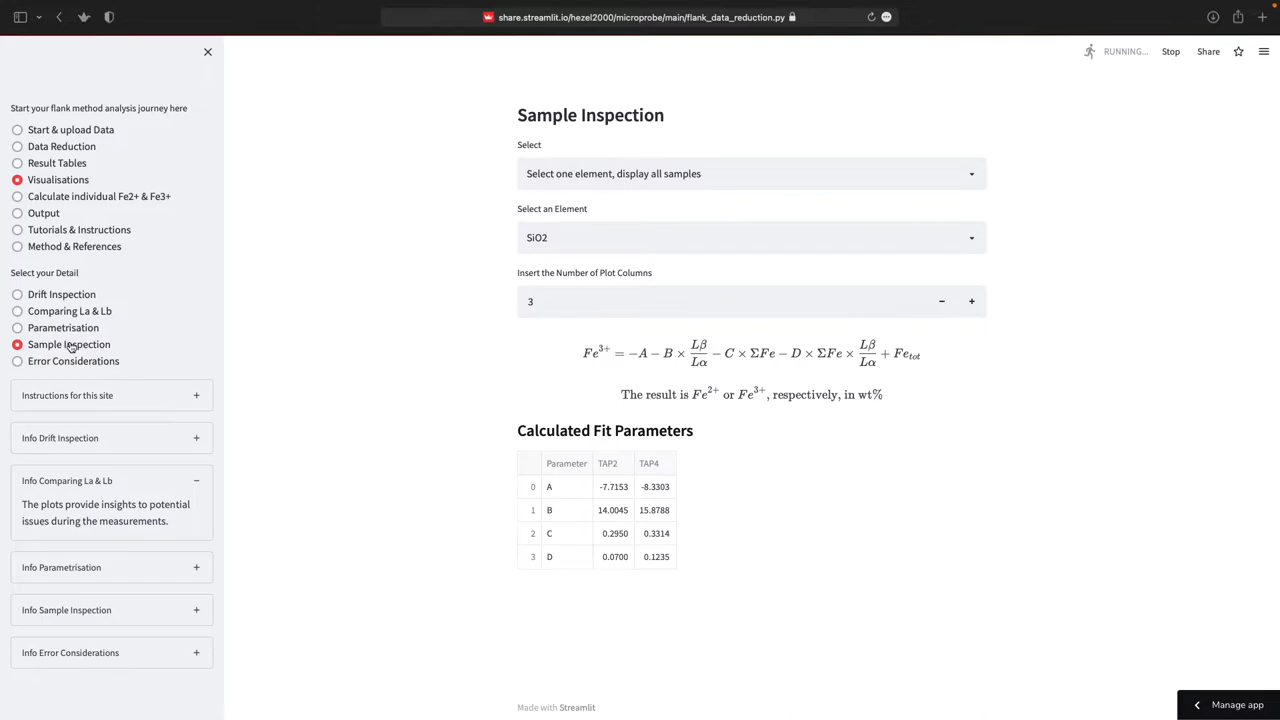 share.streamlit.io/hezel2000/microprobe/main/flank_data_reduction.py
RUNNING...
Stop
Share
Start your flank method analysis journey here
Start & upload Data
Data Reduction
Result Tables
Visualisations
Calculate individual Fe2+ & Fe3+
Output
Tutorials & Instructions
Method & References
Select your Detail
Drift Inspection
Comparing La & Lb
Parametrisation
Sample Inspection
Error Considerations
Instructions for this site
Info Drift Inspection
Info Comparing La & Lb
The plots provide insights to potential
issues during the measurements.
Info Parametrisation
Info Sample Inspection
Info Error Considerations
Sample Inspection
Select
Select one element, display all samples
Select an Element
SiO2
Insert the Number of Plot Columns
3
Fe³⁺ = −A − B × Lβ/Lα − C × ΣFe − D × ΣFe × Lβ/Lα + Fe_tot
The result is Fe²⁺ or Fe³⁺, respectively, in wt%
Calculated Fit Parameters
Parameter TAP2 TAP4
0 A -7.7153 -8.3303
1 B 14.0045 15.8788
2 C 0.2950 0.3314
3 D 0.0700 0.1235
Made with Streamlit
Manage app